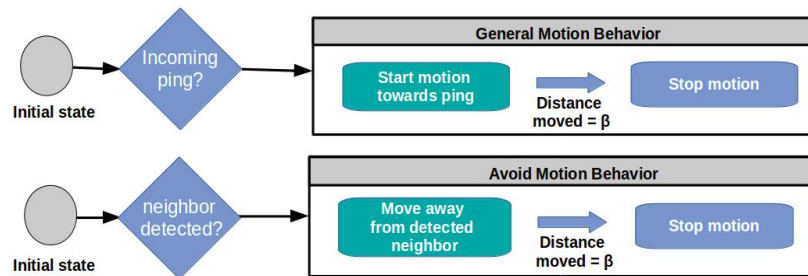 Incoming
ping?
Initial state
General Motion Behavior
Start motion
towards ping
Distance
moved = β
Stop motion
neighbor
detected?
Initial state
Avoid Motion Behavior
Move away
from detected
neighbor
Distance
moved = β
Stop motion